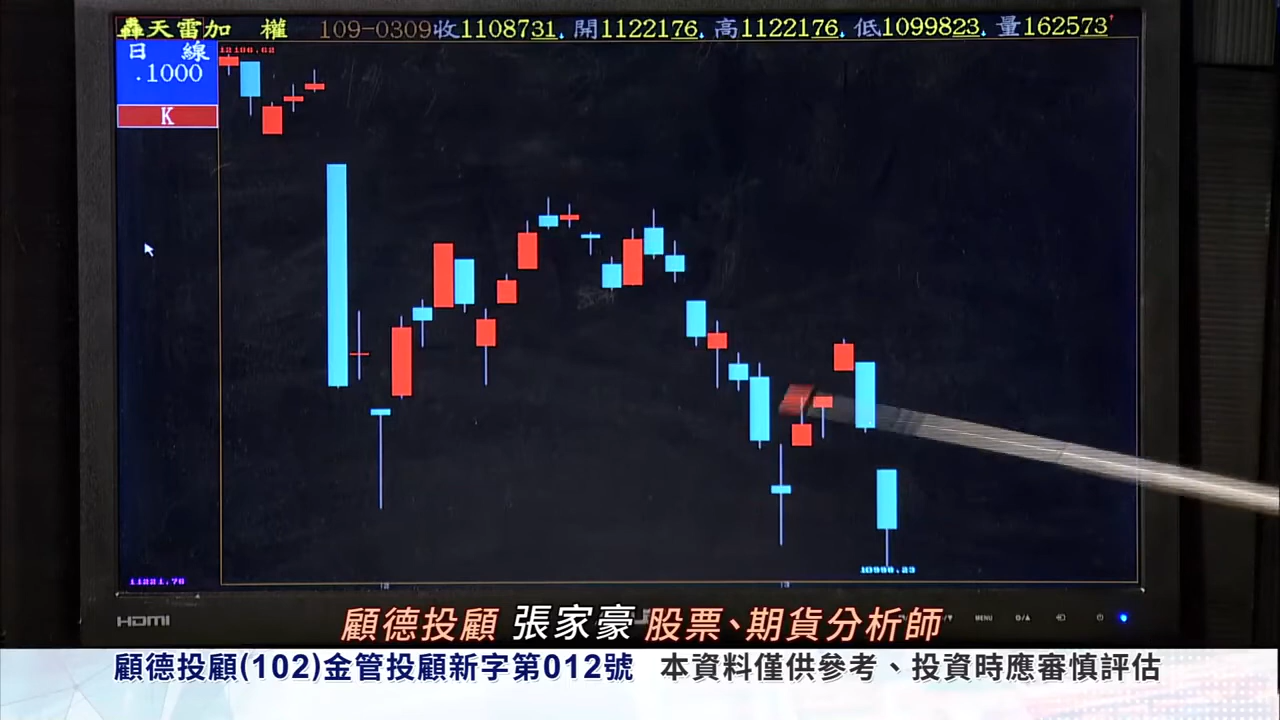 轟天雷加 權 109-0309收1108731. 開1122176. 高1122176. 低1099823. 量162573↑
日 線
.1000
K
12186.62
10998.23
11221.76
HDMI
MENU
顧德投顧 張家豪 股票、期貨分析師
顧德投顧(102)金管投顧新字第012號 本資料僅供參考、投資時應審慎評估